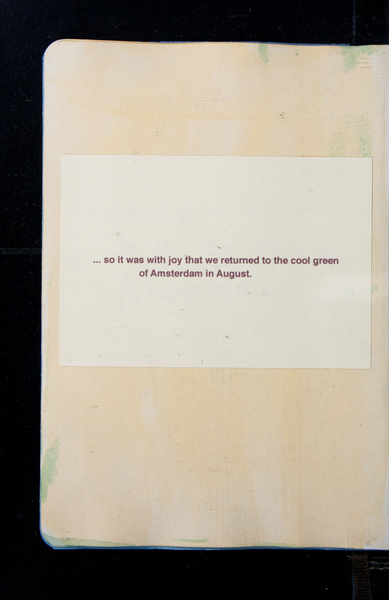 ... so it was with joy that we returned to the cool green
of Amsterdam in August.